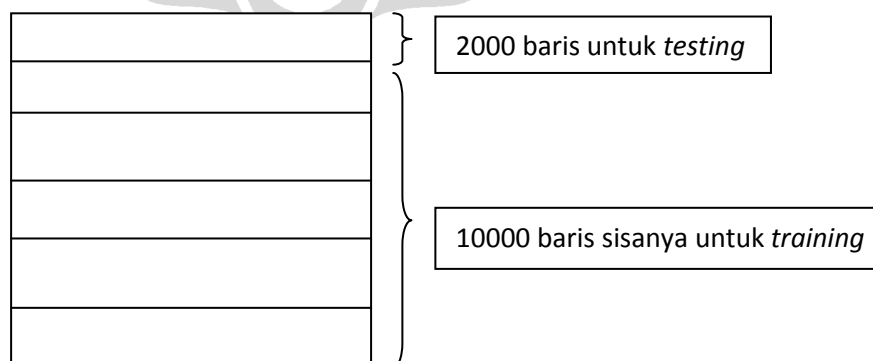 2000 baris untuk testing
10000 baris sisanya untuk training